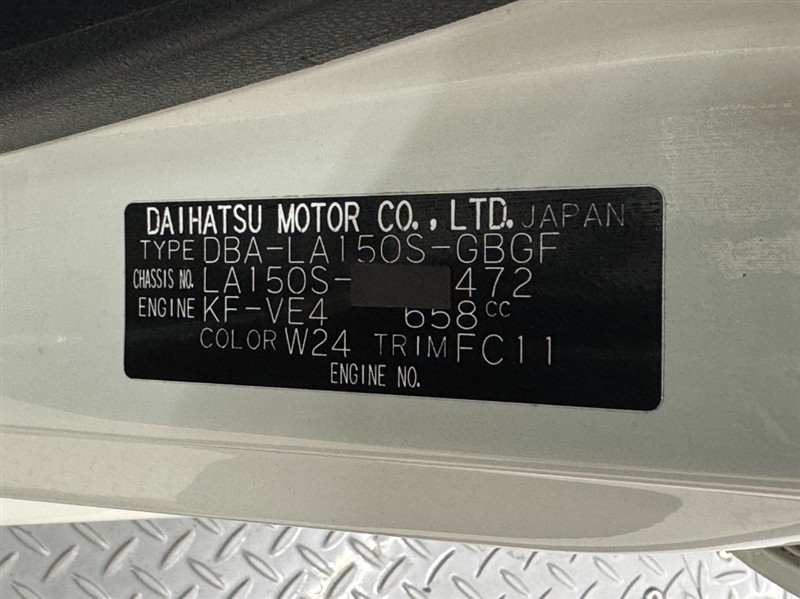 DAIHATSU MOTOR CO., LTD. JAPAN
TYPE DBA-LA150S-GBGF
CHASSIS NO. LA150S- 472
ENGINE KF-VE4 658 CC
COLOR W24 TRIM FC11
ENGINE NO.